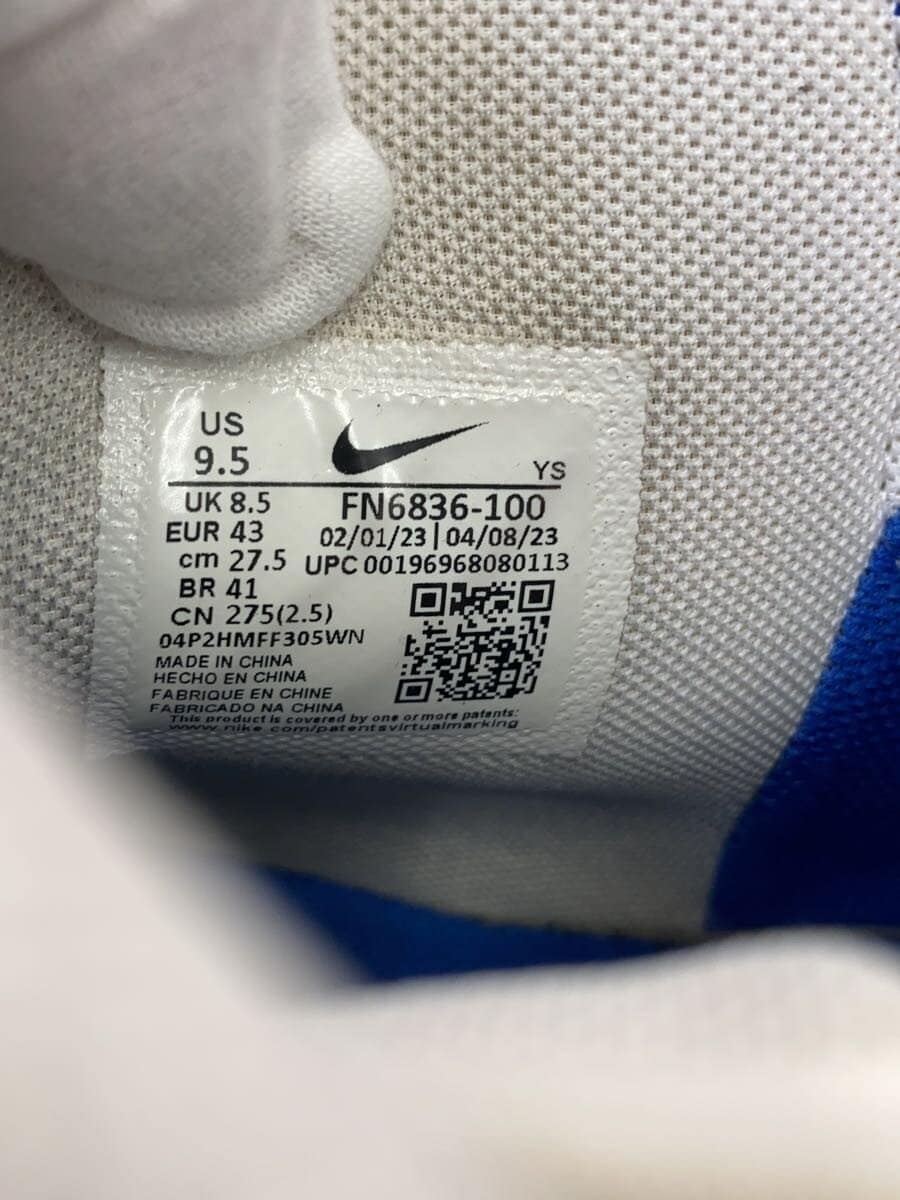 US
9.5
YS
UK 8.5
FN6836-100
EUR 43
02/01/23 | 04/08/23
cm 27.5
UPC 00196968080113
BR 41
CN 275(2.5)
04P2HMFF305WN
MADE IN CHINA
HECHO EN CHINA
FABRIQUE EN CHINE
FABRICADO NA CHINA
This product is covered by one or more patents:
www.nike.com/patentsvirtualmarking